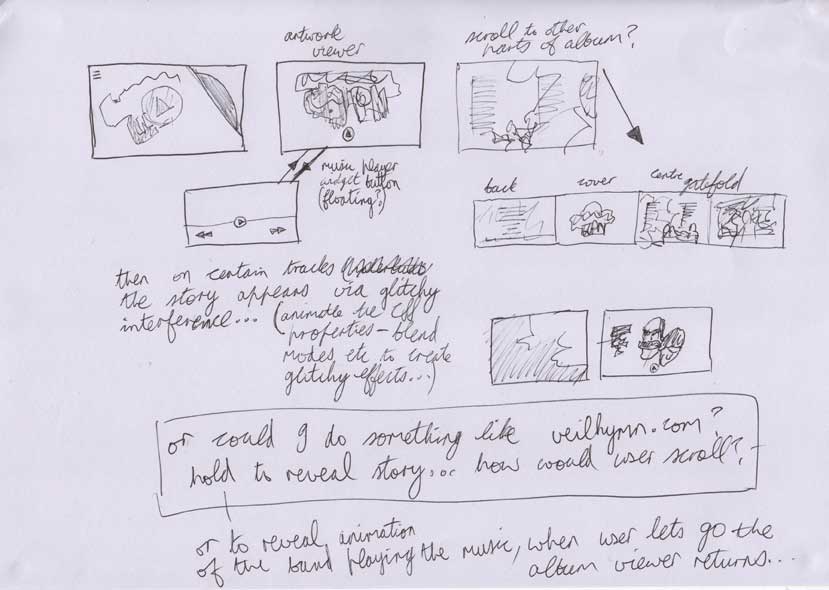 artwork
viewer
scroll to other
parts of album?
music player
widget button
(floating?)
back
cover
centre gatefold
then on certain tracks
the story appears via glitchy
interference... (animate the CSS
properties - blend
modes etc to create
glitchy effects...)
or could I do something like veilhymn.com?
hold to reveal story... or how would user scroll?
or to reveal animation
of the band playing the music, when user lets go the
album viewer returns...